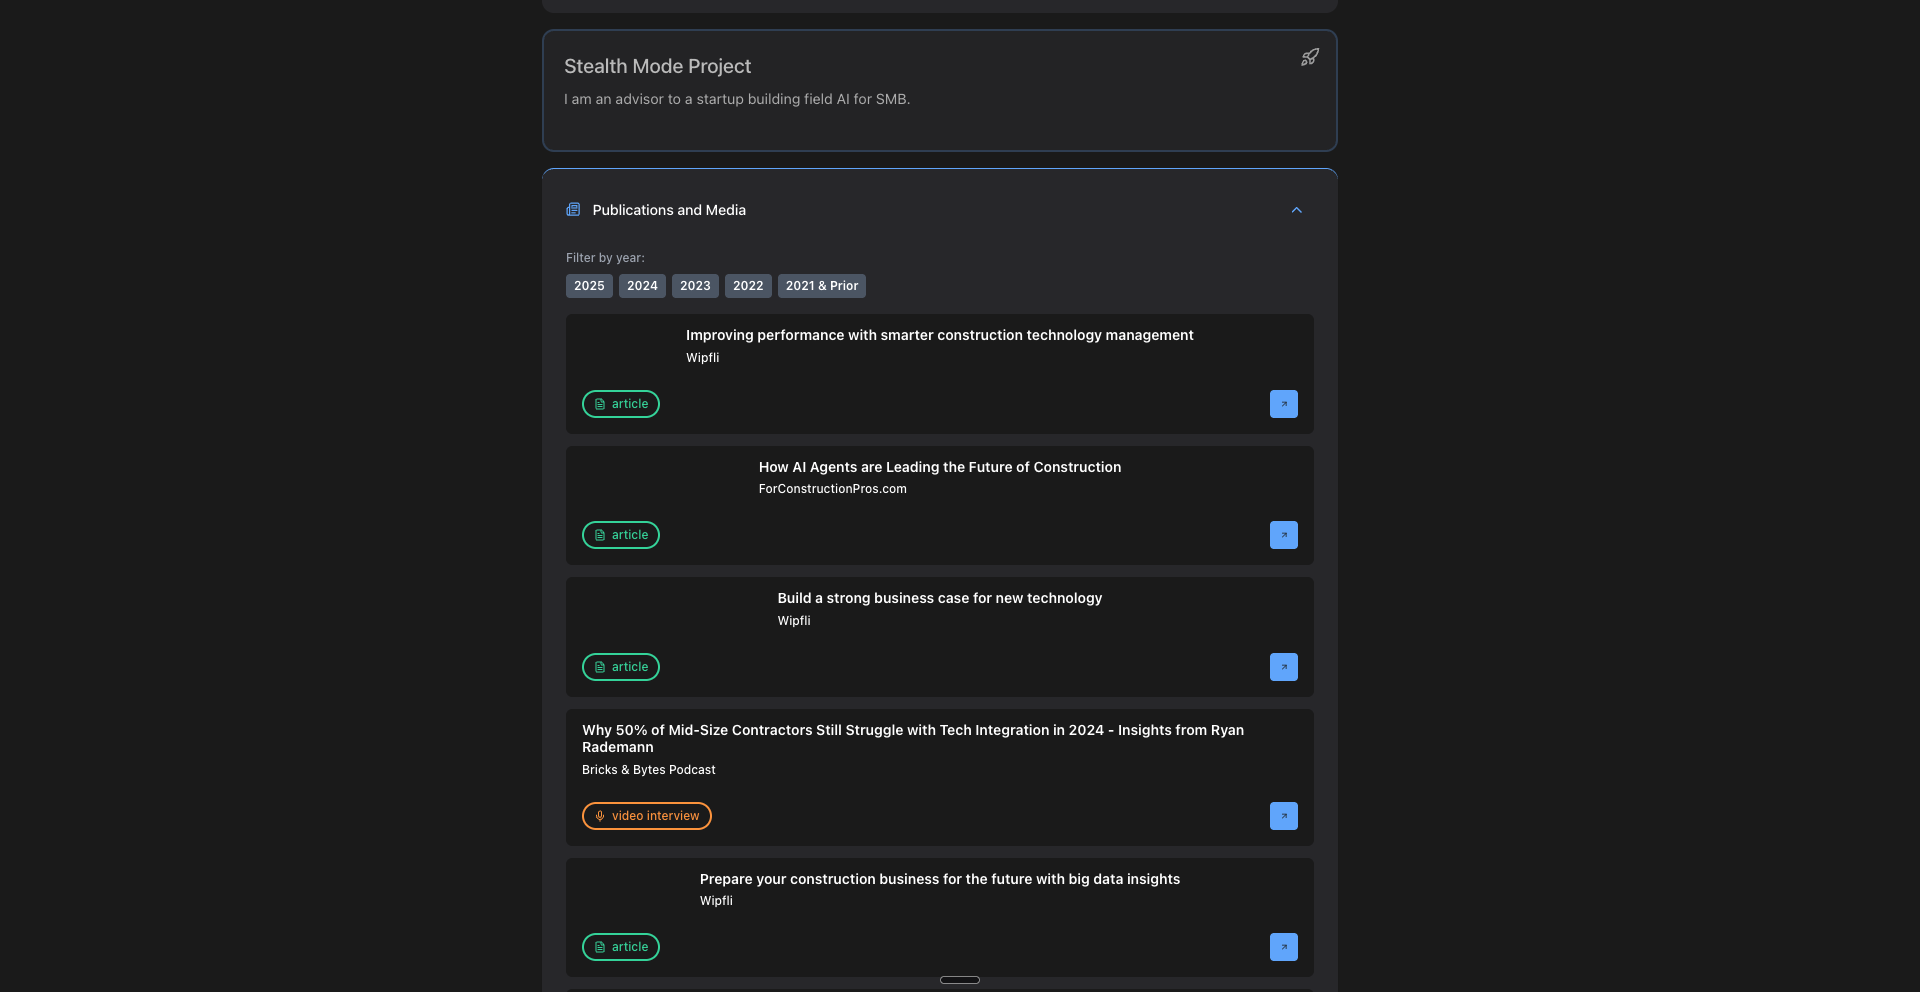 Stealth Mode Project
I am an advisor to a startup building field AI for SMB.
Publications and Media
Filter by year:
2025 2024 2023 2022 2021 & Prior
Improving performance with smarter construction technology management
Wipfli
article
How AI Agents are Leading the Future of Construction
ForConstructionPros.com
article
Build a strong business case for new technology
Wipfli
article
Why 50% of Mid-Size Contractors Still Struggle with Tech Integration in 2024 - Insights from Ryan
Rademann
Bricks & Bytes Podcast
video interview
Prepare your construction business for the future with big data insights
Wipfli
article